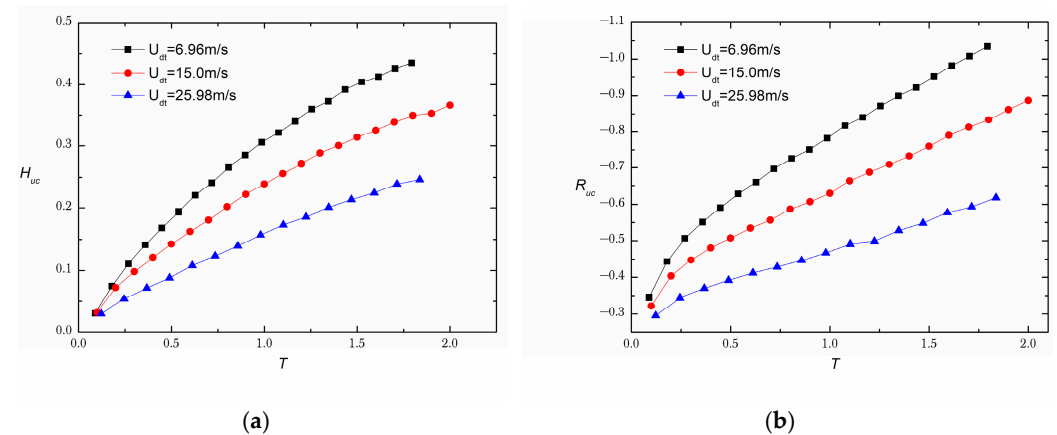 0.5
0.4
0.3
0.2
0.1
0.0
H_uc
U_dt=6.96m/s
U_dt=15.0m/s
U_dt=25.98m/s
0.0 0.5 1.0 1.5 2.0
T
(a)
−1.1
−1.0
−0.9
−0.8
−0.7
−0.6
−0.5
−0.4
−0.3
R_uc
U_dt=6.96m/s
U_dt=15.0m/s
U_dt=25.98m/s
0.0 0.5 1.0 1.5 2.0
T
(b)